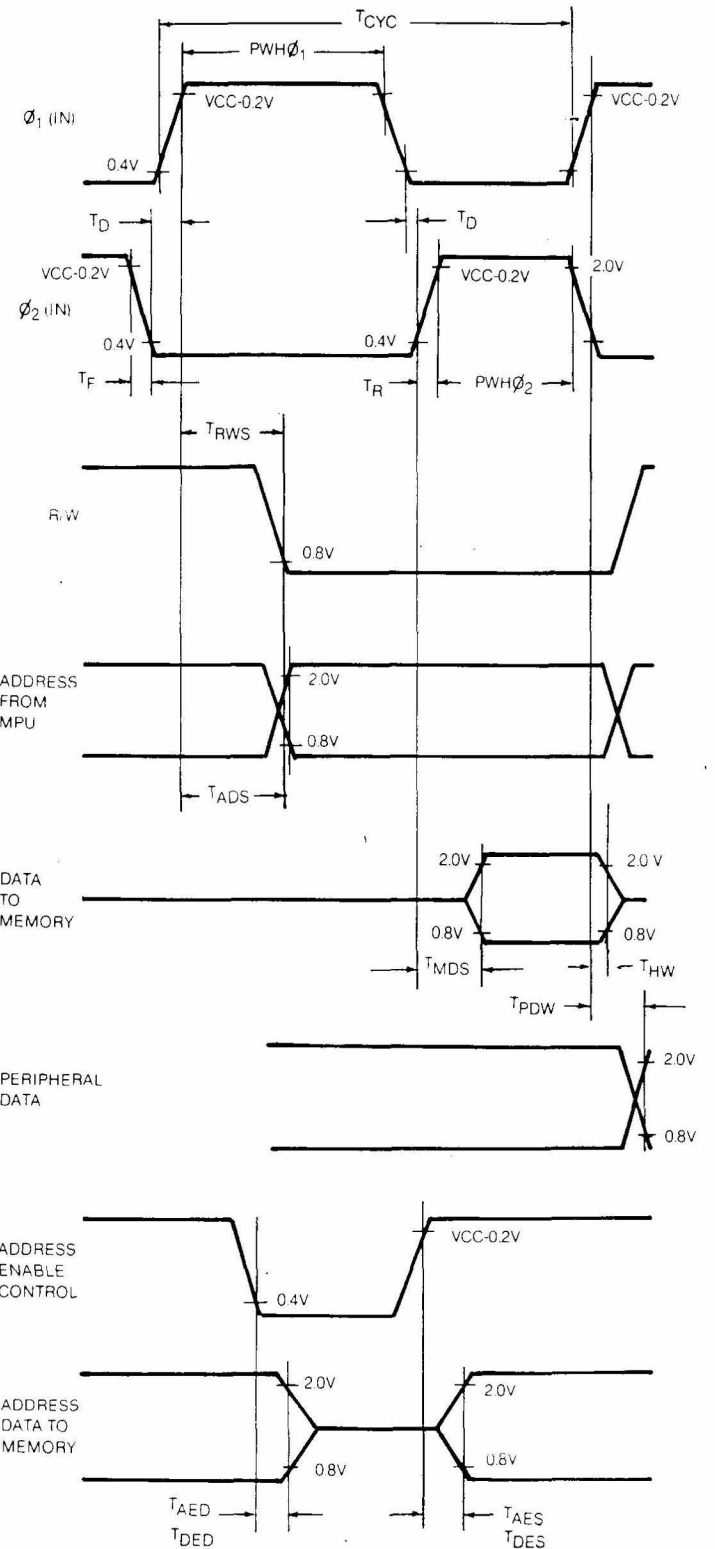 TCYC
PWHØ1
VCC-0.2V
VCC-0.2V
Ø1 (IN)
0.4V
TD
TD
VCC-0.2V
VCC-0.2V
2.0V
Ø2 (IN)
0.4V
0.4V
TF
TR
PWHØ2
TRWS
R/W
0.8V
ADDRESS
FROM
MPU
2.0V
0.8V
TADS
DATA
TO
MEMORY
2.0V
2.0 V
0.8V
0.8V
TMDS
THW
TPDW
PERIPHERAL
DATA
2.0V
0.8V
ADDRESS
ENABLE
CONTROL
VCC-0.2V
0.4V
ADDRESS
DATA TO
MEMORY
2.0V
2.0V
0.8V
0.8V
TAED
TDED
TAES
TDES